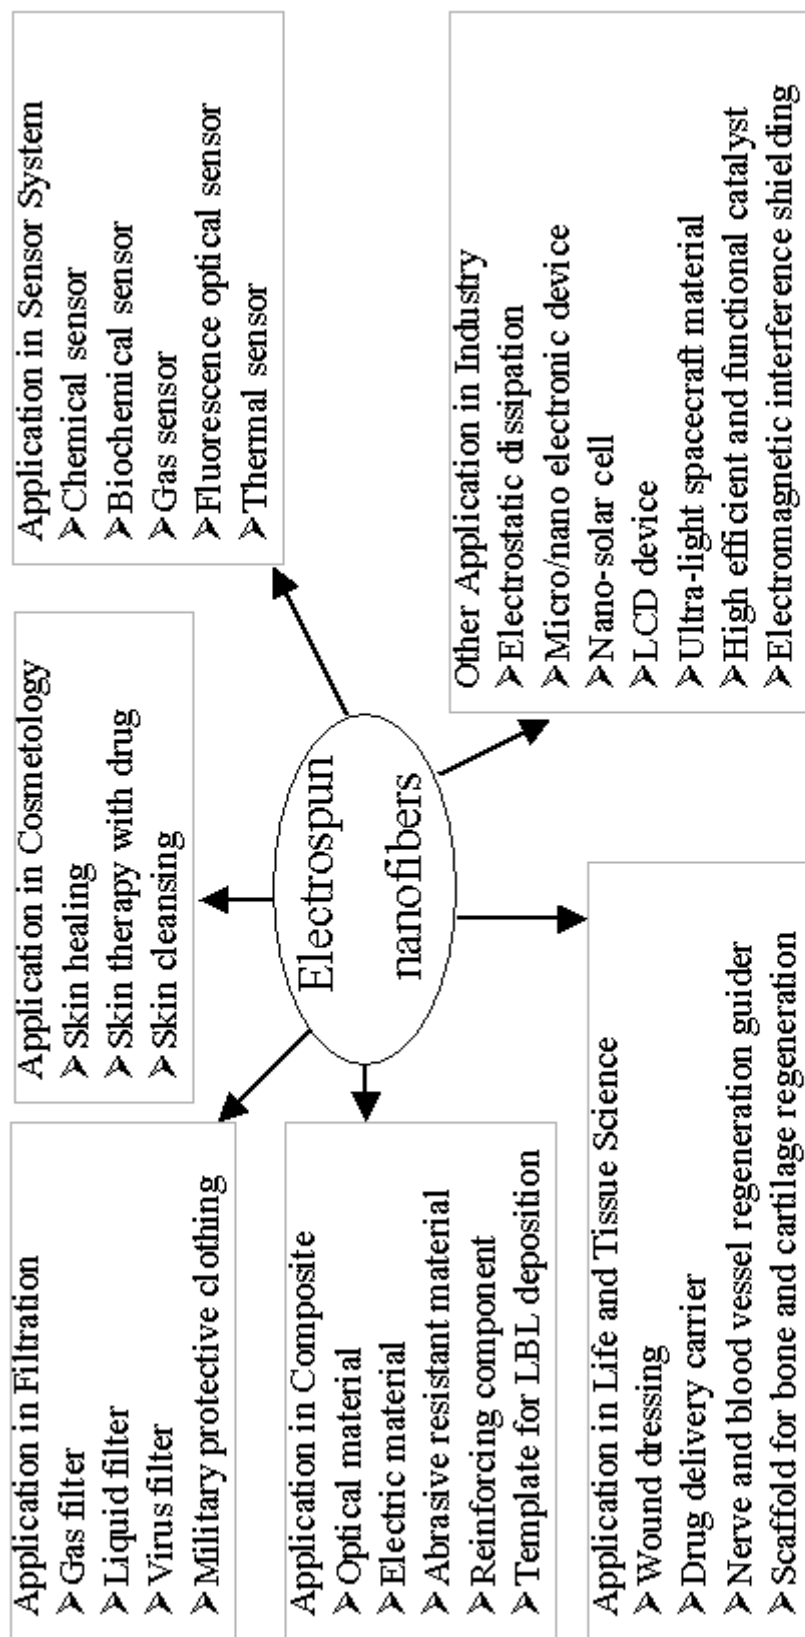 Application in Filtration
➢Gas filter
➢Liquid filter
➢Virus filter
➢Military protective clothing
Application in Cosmetology
➢Skin healing
➢Skin therapy with drug
➢Skin cleansing
Application in Sensor System
➢Chemical sensor
➢Biochemical sensor
➢Gas sensor
➢Fluorescence optical sensor
➢Thermal sensor
Application in Composite
➢Optical material
➢Electric material
➢Abrasive resistant material
➢Reinforcing component
➢Template for LBL deposition
Electrospun
nanofibers
Application in Life and Tissue Science
➢Wound dressing
➢Drug delivery carrier
➢Nerve and blood vessel regeneration guider
➢Scaffold for bone and cartilage regeneration
Other Application in Industry
➢Electrostatic dissipation
➢Micro/nano electronic device
➢Nano-solar cell
➢LCD device
➢Ultra-light spacecraft material
➢High efficient and functional catalyst
➢Electromagnetic interference shielding